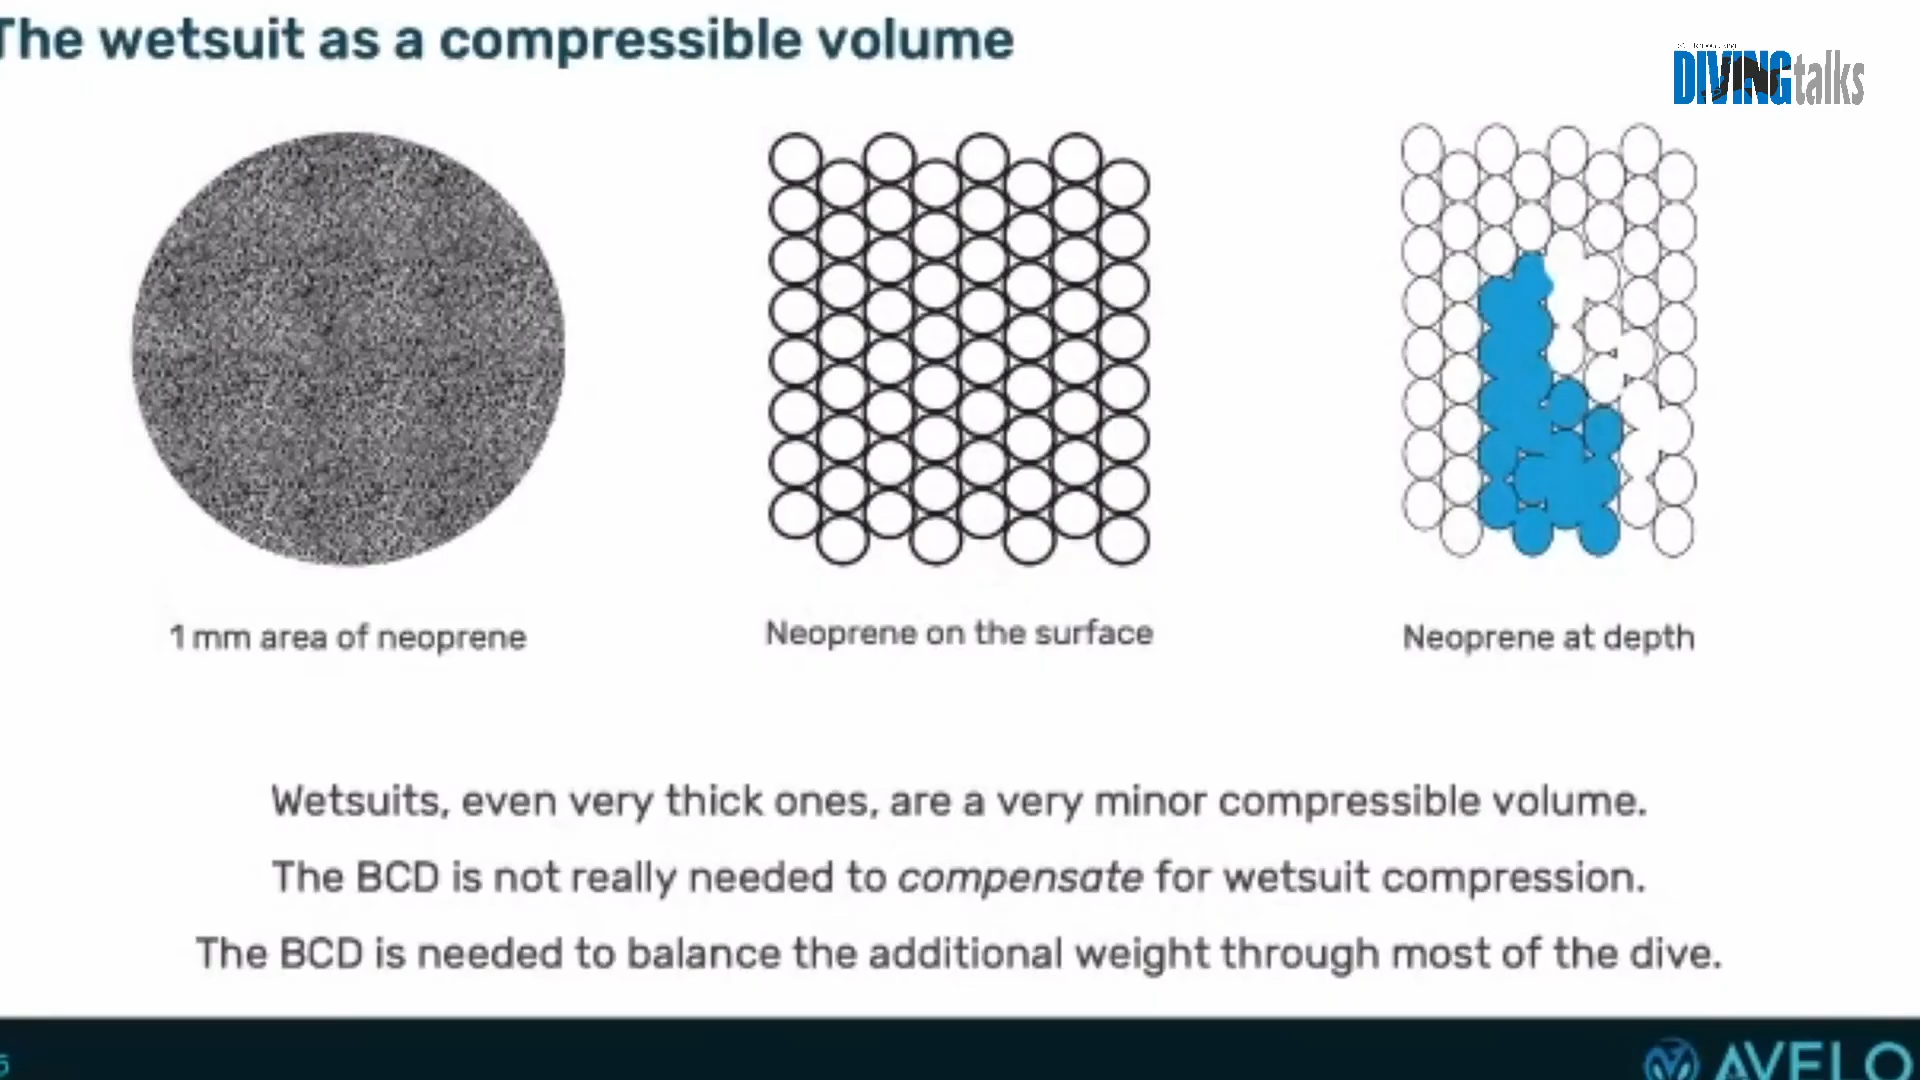 The wetsuit as a compressible volume
DIVINGtalks
1 mm area of neoprene
Neoprene on the surface
Neoprene at depth
Wetsuits, even very thick ones, are a very minor compressible volume.
The BCD is not really needed to compensate for wetsuit compression.
The BCD is needed to balance the additional weight through most of the dive.
5
AVELO